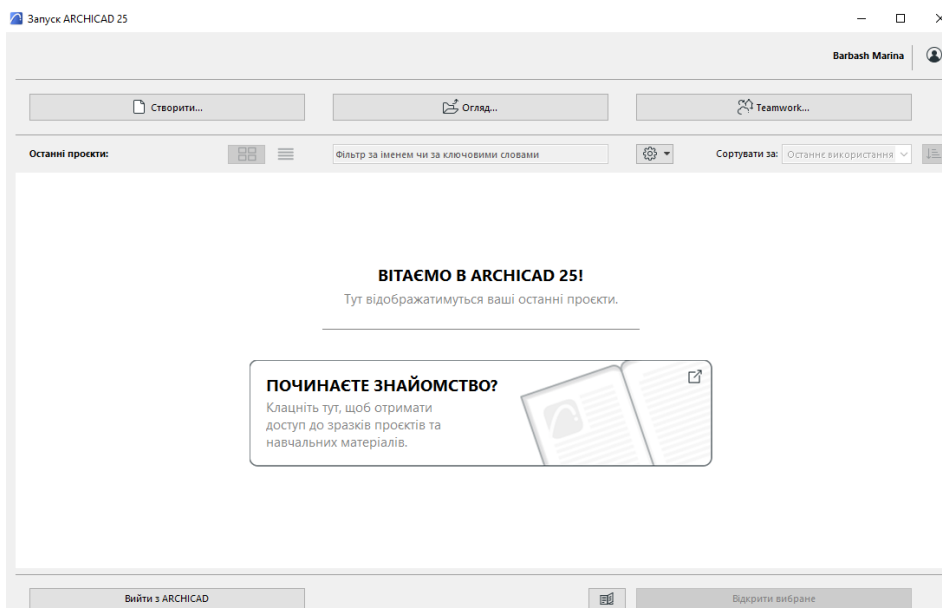 Запуск ARCHICAD 25
Barbash Marina
Створити...
Огляд...
Teamwork...
Останні проєкти:
Фільтр за іменем чи за ключовими словами
Сортувати за:
Останнє використання
ВІТАЄМО В ARCHICAD 25!
Тут відображатимуться ваші останні проєкти.
ПОЧИНАЄТЕ ЗНАЙОМСТВО?
Клацніть тут, щоб отримати
доступ до зразків проєктів та
навчальних матеріалів.
Вийти з ARCHICAD
Відкрити вибране